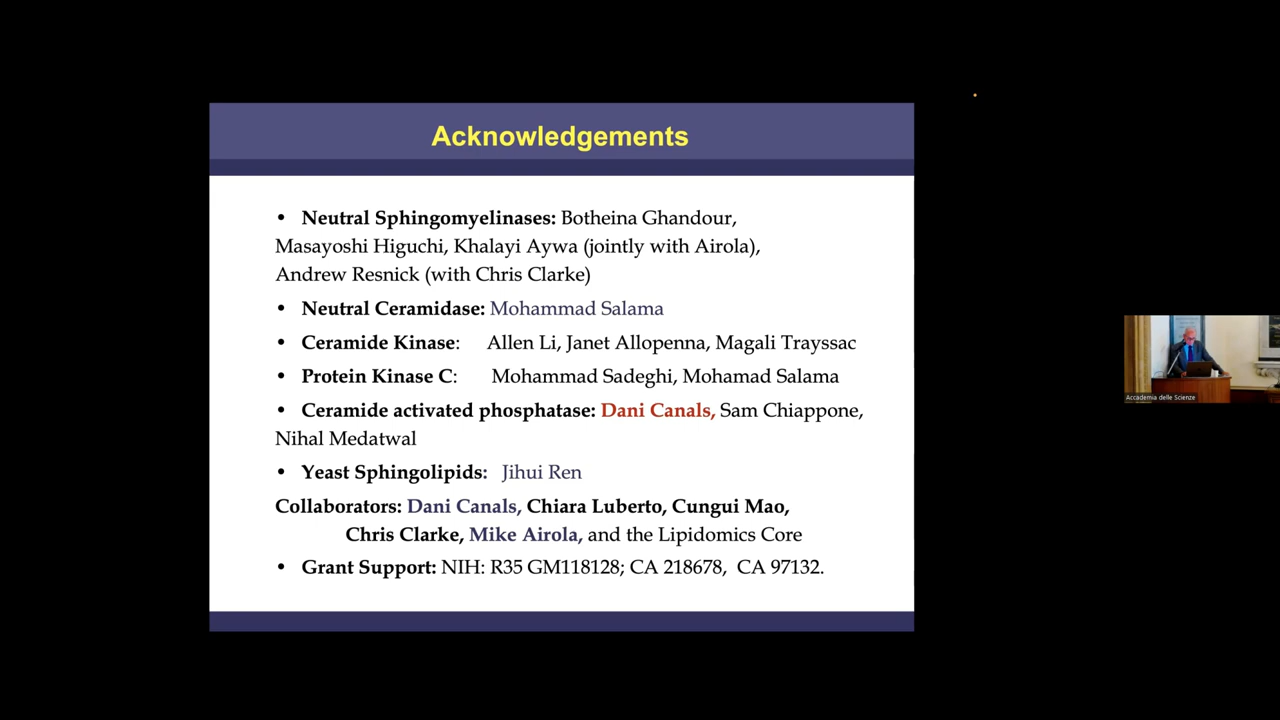 Acknowledgements
• Neutral Sphingomyelinases: Botheina Ghandour,
Masayoshi Higuchi, Khalayi Aywa (jointly with Airola),
Andrew Resnick (with Chris Clarke)
• Neutral Ceramidase: Mohammad Salama
• Ceramide Kinase: Allen Li, Janet Allopenna, Magali Trayssac
• Protein Kinase C: Mohammad Sadeghi, Mohamad Salama
• Ceramide activated phosphatase: Dani Canals, Sam Chiappone,
Nihal Medatwal
• Yeast Sphingolipids: Jihui Ren
Collaborators: Dani Canals, Chiara Luberto, Cungui Mao,
Chris Clarke, Mike Airola, and the Lipidomics Core
• Grant Support: NIH: R35 GM118128; CA 218678, CA 97132.
Accademia delle Scienze